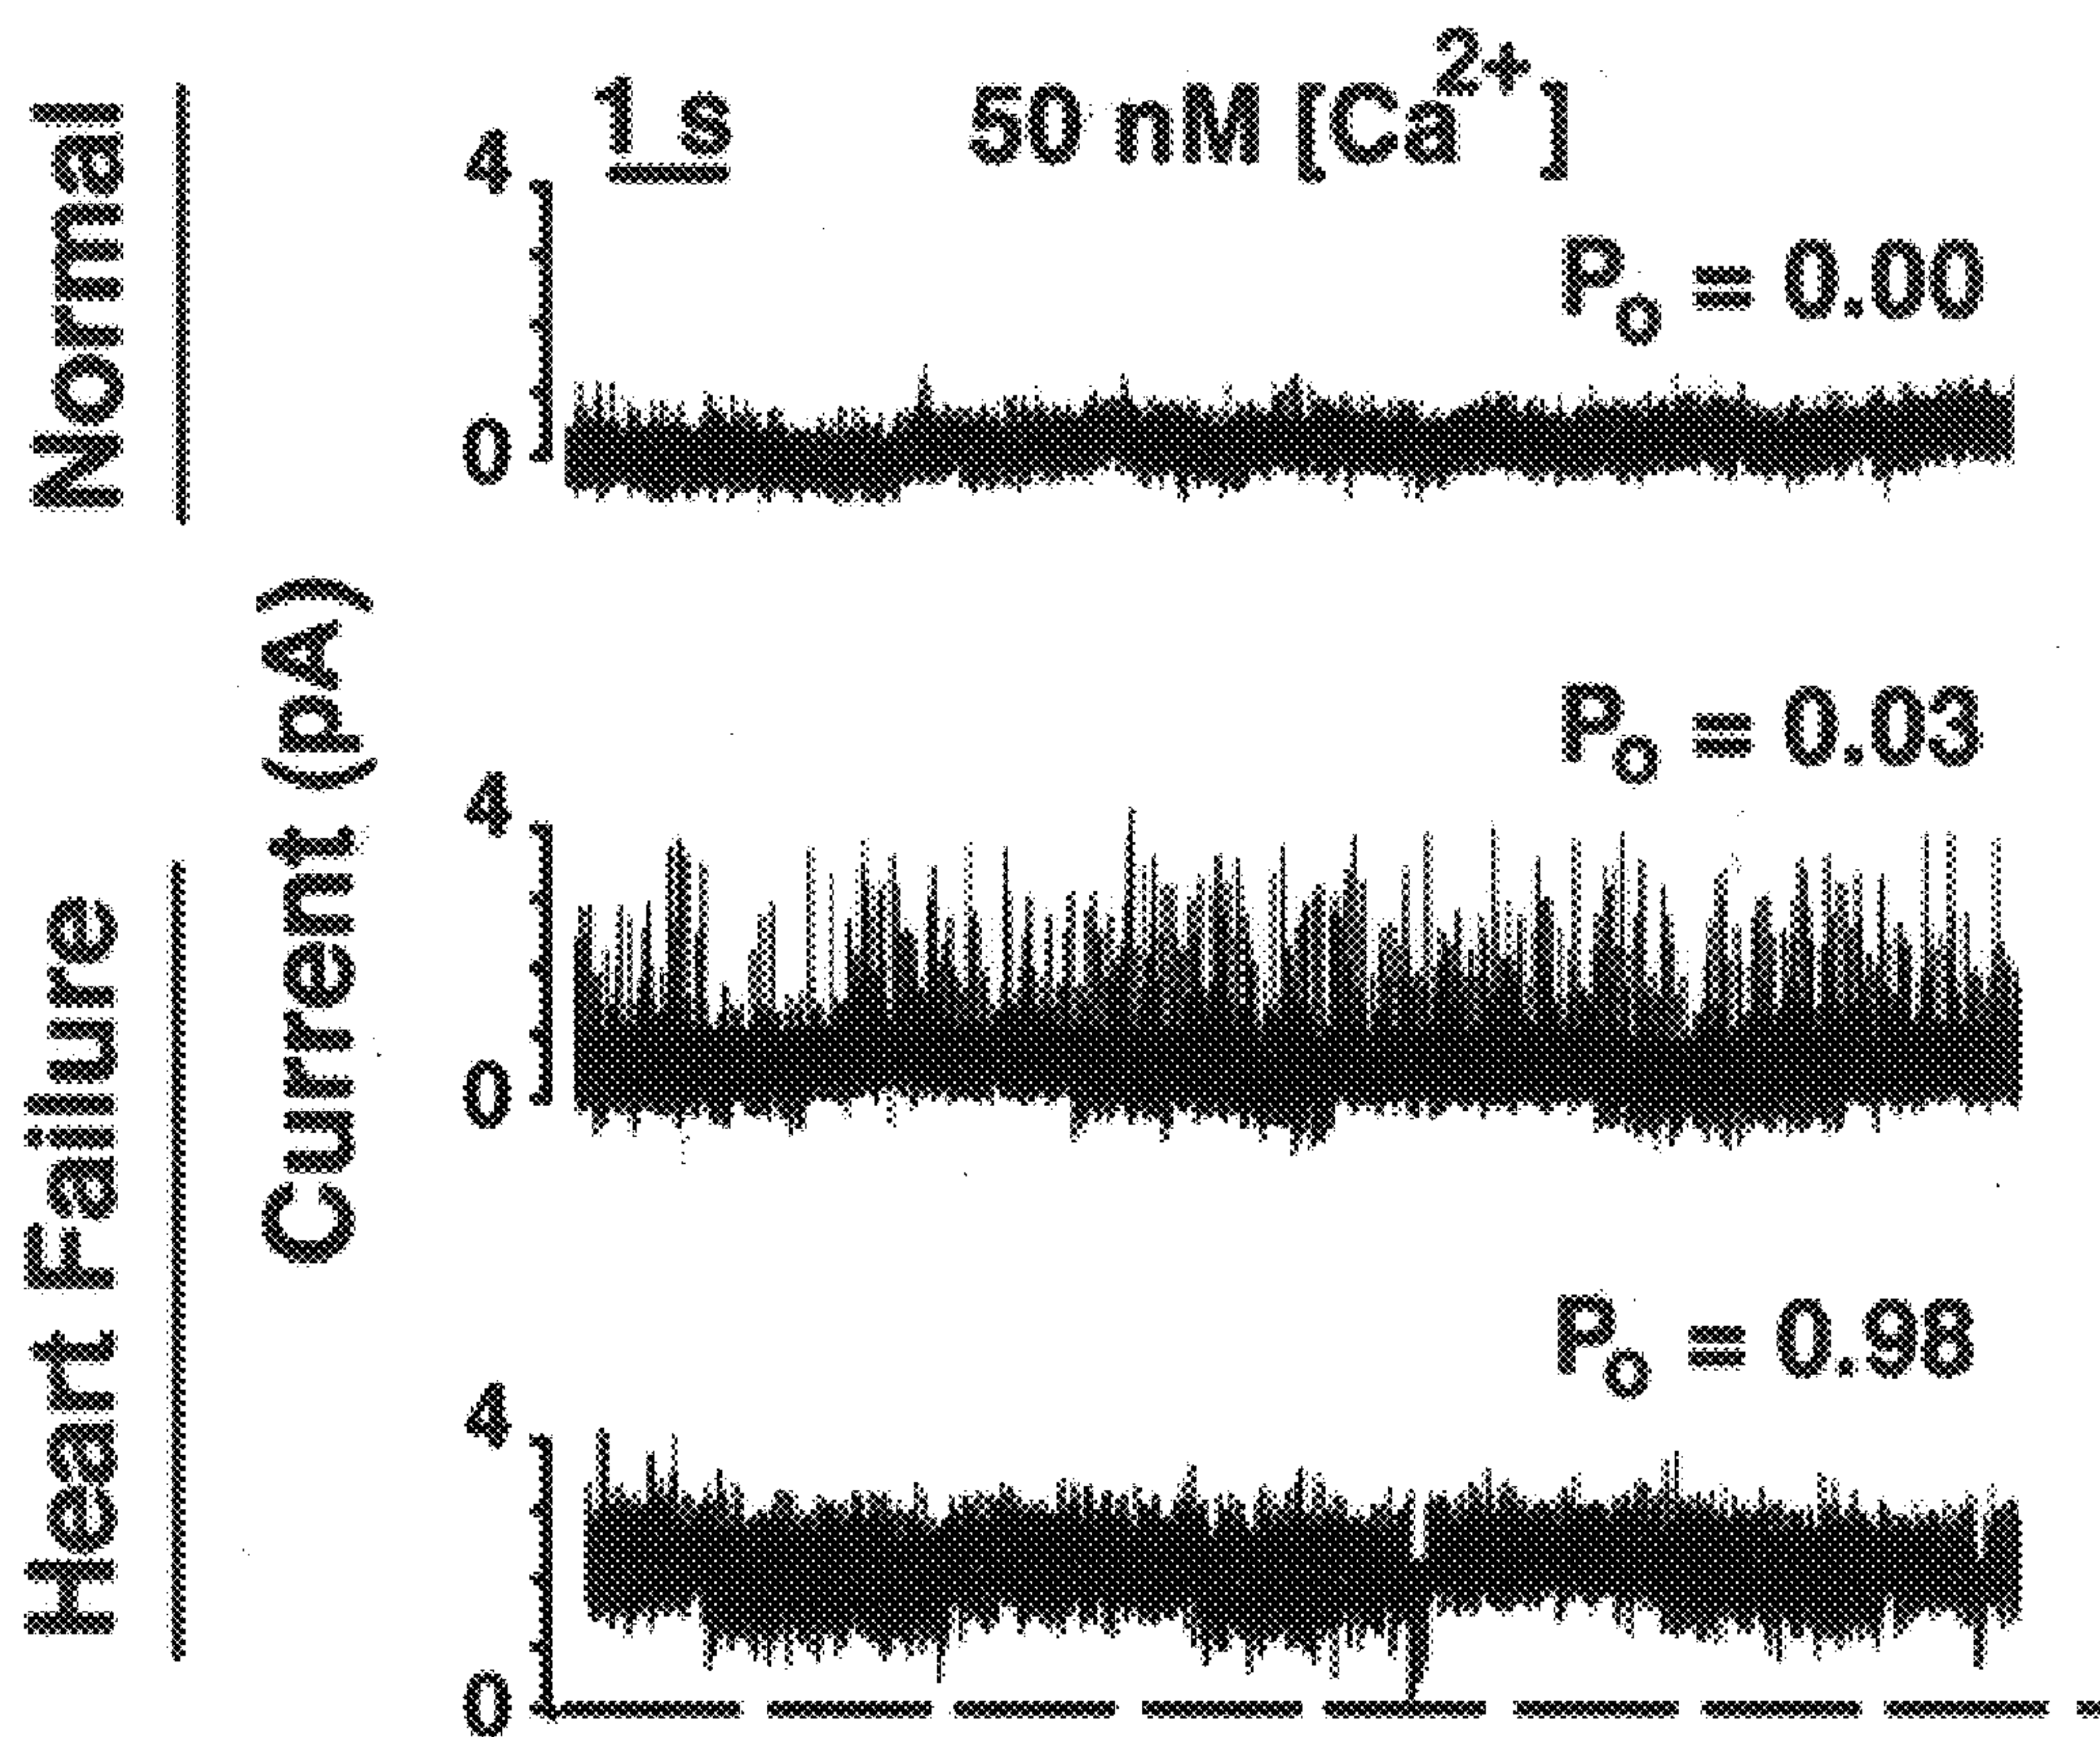 Normal
1 s
50 nM [Ca2+]
4
0
Po = 0.00
Current (pA)
Heart Failure
Po = 0.03
4
0
Po = 0.98
4
0